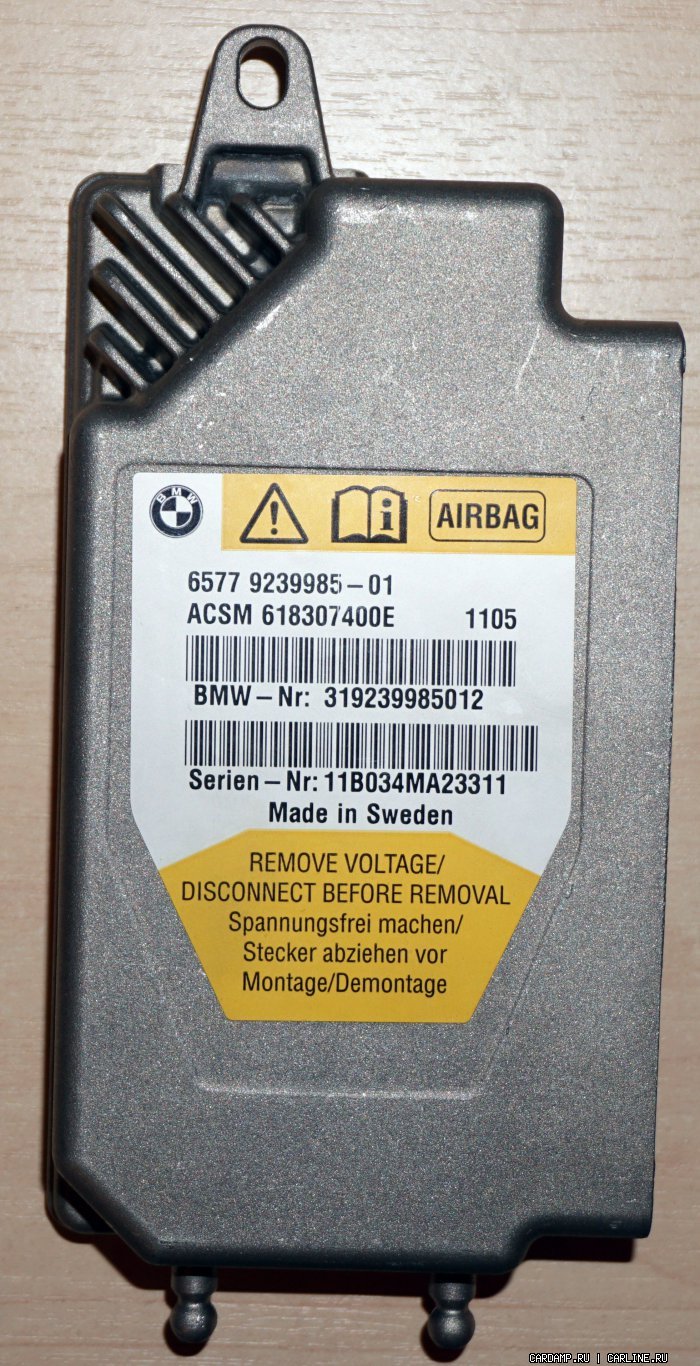 BMW
AIRBAG
6577 9239985-01
ACSM 618307400E 1105
BMW-Nr: 319239985012
Serien-Nr: 11B034MA23311
Made in Sweden
REMOVE VOLTAGE/
DISCONNECT BEFORE REMOVAL
Spannungsfrei machen/
Stecker abziehen vor
Montage/Demontage
CARDAMP.RU | CARLINE.RU